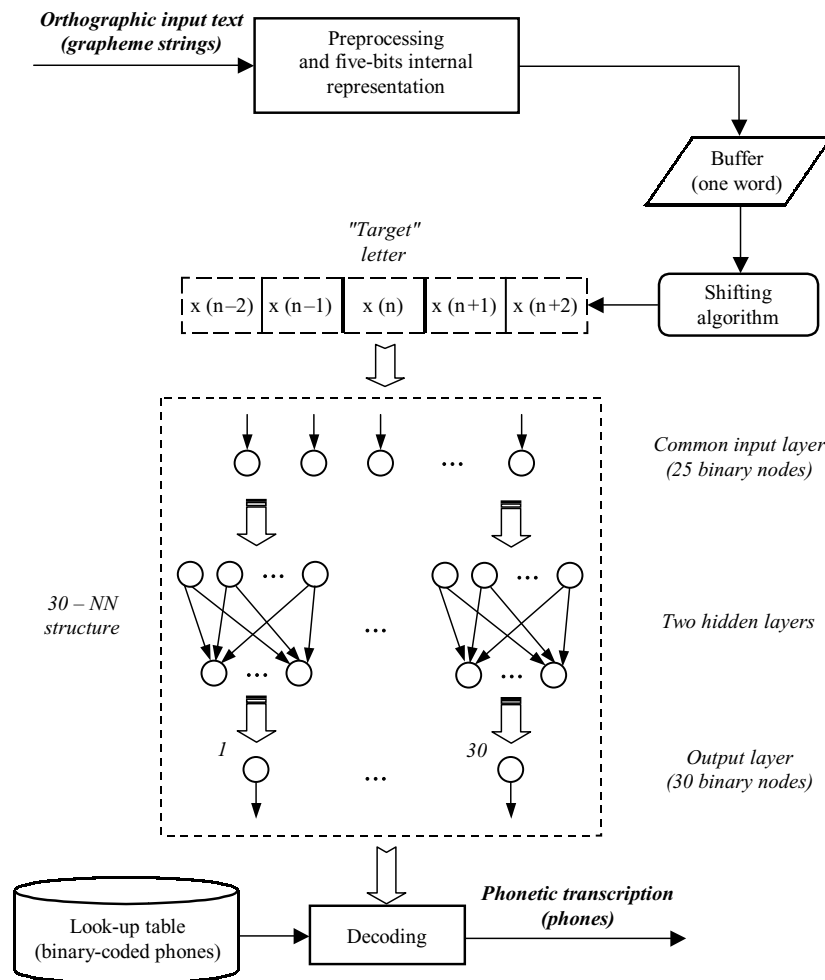 Orthographic input text
(grapheme strings)
Preprocessing
and five-bits internal
representation
Buffer
(one word)
"Target"
letter
x (n–2) x (n–1) x (n) x (n+1) x (n+2)
Shifting
algorithm
Common input layer
(25 binary nodes)
...
... ...
30 – NN
structure
...
Two hidden layers
... ...
1 30
...
Output layer
(30 binary nodes)
Look-up table
(binary-coded phones)
Decoding
Phonetic transcription
(phones)